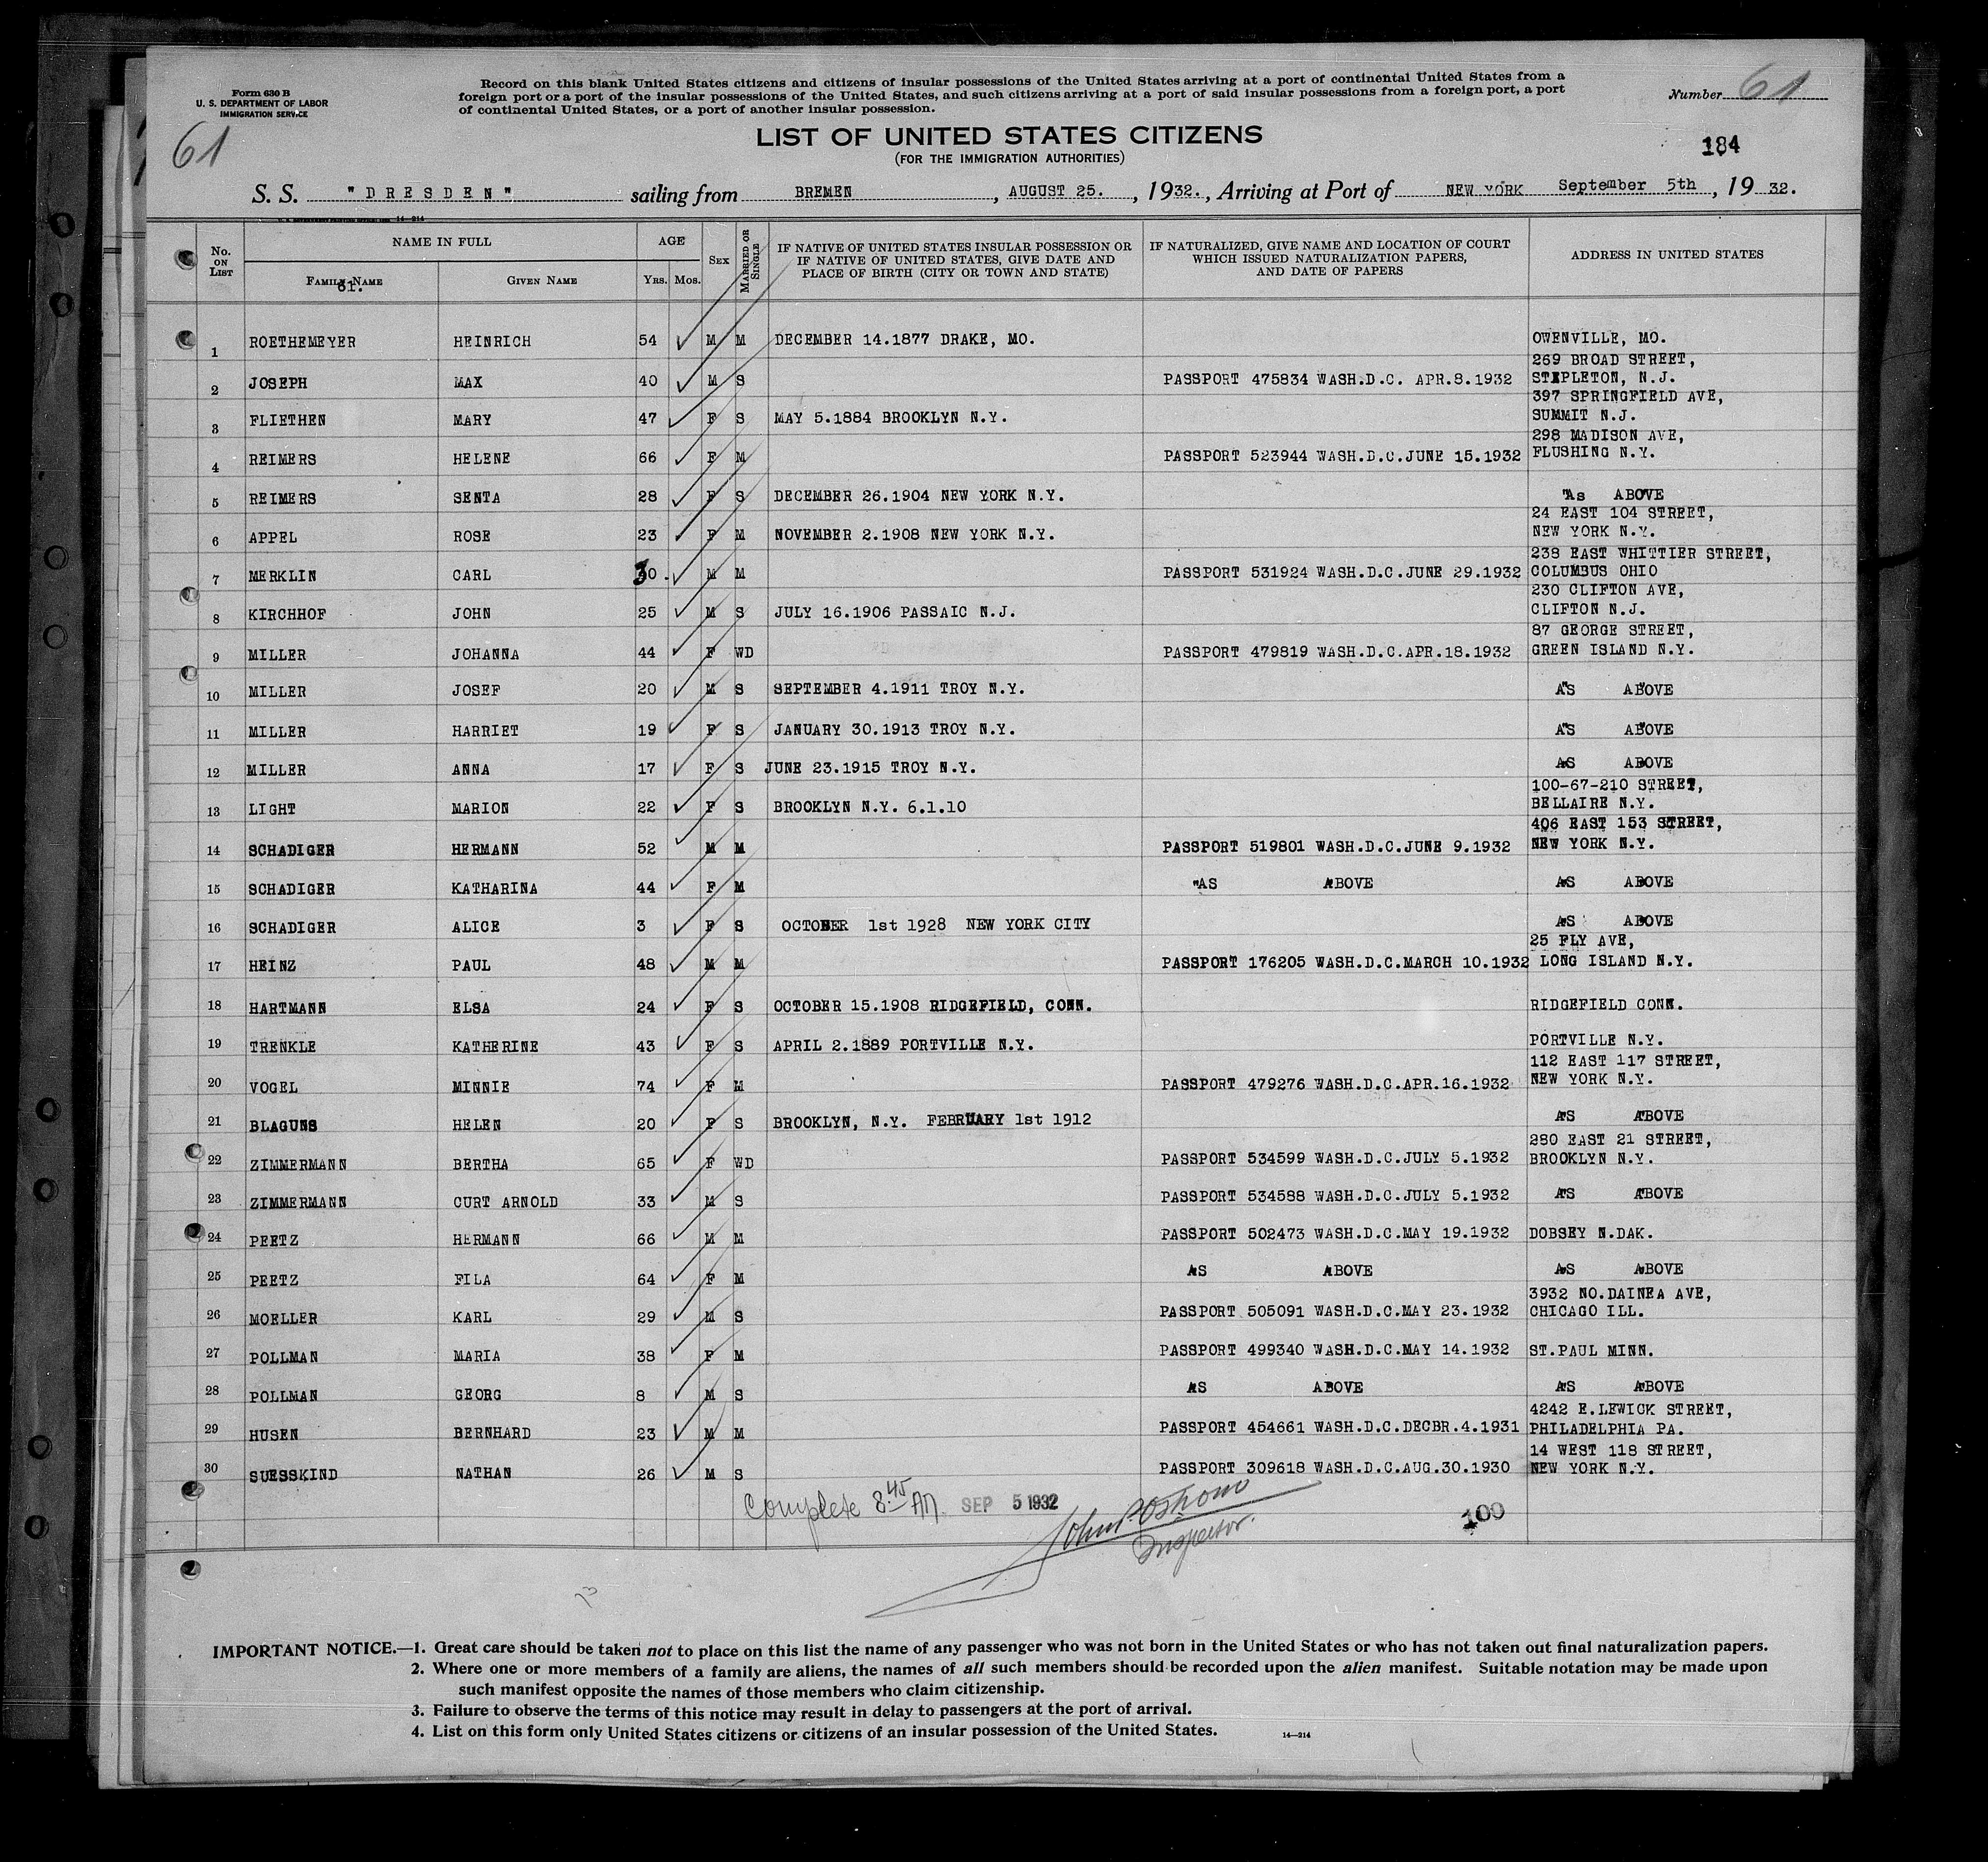 Form 630 B
U. S. DEPARTMENT OF LABOR
IMMIGRATION SERVICE
61
Record on this blank United States citizens and citizens of insular possessions of the United States arriving at a port of continental United States from a
foreign port or a port of the insular possessions of the United States, and such citizens arriving at a port of said insular possessions from a foreign port, a port
of continental United States, or a port of another insular possession.
Number 61
LIST OF UNITED STATES CITIZENS
(FOR THE IMMIGRATION AUTHORITIES)
184
S. S. "DRESDEN" sailing from BREMEN, AUGUST 25., 1932., Arriving at Port of NEW YORK September 5th, 1932.
14-214
No. ON LIST
NAME IN FULL
FAMILY NAME
61.
GIVEN NAME
AGE
YRS. MOS.
SEX
MARRIED OR SINGLE
IF NATIVE OF UNITED STATES INSULAR POSSESSION OR
IF NATIVE OF UNITED STATES, GIVE DATE AND
PLACE OF BIRTH (CITY OR TOWN AND STATE)
IF NATURALIZED, GIVE NAME AND LOCATION OF COURT
WHICH ISSUED NATURALIZATION PAPERS,
AND DATE OF PAPERS
ADDRESS IN UNITED STATES
1 ROETHEMEYER HEINRICH 54 M M DECEMBER 14.1877 DRAKE, MO. OWENVILLE, MO.
269 BROAD STREET,
2 JOSEPH MAX 40 M S PASSPORT 475834 WASH.D.C. APR.8.1932 STEPLETON, N.J.
397 SPRINGFIELD AVE,
3 FLIETHEN MARY 47 F S MAY 5.1884 BROOKLYN N.Y. SUMMIT N.J.
298 MADISON AVE,
4 REIMERS HELENE 66 F M PASSPORT 523944 WASH.D.C.JUNE 15.1932 FLUSHING N.Y.
5 REIMERS SENTA 28 F S DECEMBER 26.1904 NEW YORK N.Y. As ABOVE
24 EAST 104 STREET,
6 APPEL ROSE 23 F M NOVEMBER 2.1908 NEW YORK N.Y. NEW YORK N.Y.
238 EAST WHITTIER STREET,
7 MERKLIN CARL 30. M M PASSPORT 531924 WASH.D.C.JUNE 29.1932 COLUMBUS OHIO
230 CLIFTON AVE,
8 KIRCHHOF JOHN 25 M S JULY 16.1906 PASSAIC N.J. CLIFTON N.J.
87 GEORGE STREET,
9 MILLER JOHANNA 44 F WD PASSPORT 479819 WASH.D.C.APR.18.1932 GREEN ISLAND N.Y.
10 MILLER JOSEF 20 M S SEPTEMBER 4.1911 TROY N.Y. AS ABOVE
11 MILLER HARRIET 19 F S JANUARY 30.1913 TROY N.Y. AS ABOVE
12 MILLER ANNA 17 F S JUNE 23.1915 TROY N.Y. AS ABOVE
100-67-210 STREET,
13 LIGHT MARION 22 F S BROOKLYN N.Y. 6.1.10 BELLAIRE N.Y.
406 EAST 153 STREET,
14 SCHADIGER HERMANN 52 M M PASSPORT 519801 WASH.D.C.JUNE 9.1932 NEW YORK N.Y.
15 SCHADIGER KATHARINA 44 F M AS ABOVE AS ABOVE
16 SCHADIGER ALICE 3 F S OCTOBER 1st 1928 NEW YORK CITY AS ABOVE
25 FLY AVE,
17 HEINZ PAUL 48 M M PASSPORT 176205 WASH.D.C.MARCH 10.1932 LONG ISLAND N.Y.
18 HARTMANN ELSA 24 F S OCTOBER 15.1908 RIDGEFIELD, CONN. RIDGEFIELD CONN.
19 TRENKLE KATHERINE 43 F S APRIL 2.1889 PORTVILLE N.Y. PORTVILLE N.Y.
112 EAST 117 STREET,
20 VOGEL MINNIE 74 F M PASSPORT 479276 WASH.D.C.APR.16.1932 NEW YORK N.Y.
21 BLAGUNS HELEN 20 F S BROOKLYN, N.Y. FEBRUARY 1st 1912 AS ABOVE
280 EAST 21 STREET,
22 ZIMMERMANN BERTHA 65 F WD PASSPORT 534599 WASH.D.C.JULY 5.1932 BROOKLYN N.Y.
23 ZIMMERMANN CURT ARNOLD 33 M S PASSPORT 534588 WASH.D.C.JULY 5.1932 AS ABOVE
24 PEETZ HERMANN 66 M M PASSPORT 502473 WASH.D.C.MAY 19.1932 DOBSEY N.DAK.
25 PEETZ FILA 64 F M AS ABOVE AS ABOVE
3932 NO.DAINEA AVE,
26 MOELLER KARL 29 M S PASSPORT 505091 WASH.D.C.MAY 23.1932 CHICAGO ILL.
27 POLLMAN MARIA 38 F M PASSPORT 499340 WASH.D.C.MAY 14.1932 ST.PAUL MINN.
28 POLLMAN GEORG 8 M S AS ABOVE AS ABOVE
4242 E.LEWICK STREET,
29 HUSEN BERNHARD 23 M M PASSPORT 454661 WASH.D.C.DECBR.4.1931 PHILADELPHIA PA.
14 WEST 118 STREET,
30 SUESSKIND NATHAN 26 M S PASSPORT 309618 WASH.D.C.AUG.30.1930 NEW YORK N.Y.
Complete 8:45 AM. SEP 5 1932
John P.
Inspector.
100
IMPORTANT NOTICE.—1. Great care should be taken not to place on this list the name of any passenger who was not born in the United States or who has not taken out final naturalization papers.
2. Where one or more members of a family are aliens, the names of all such members should be recorded upon the alien manifest. Suitable notation may be made upon
such manifest opposite the names of those members who claim citizenship.
3. Failure to observe the terms of this notice may result in delay to passengers at the port of arrival.
4. List on this form only United States citizens or citizens of an insular possession of the United States.
14—214